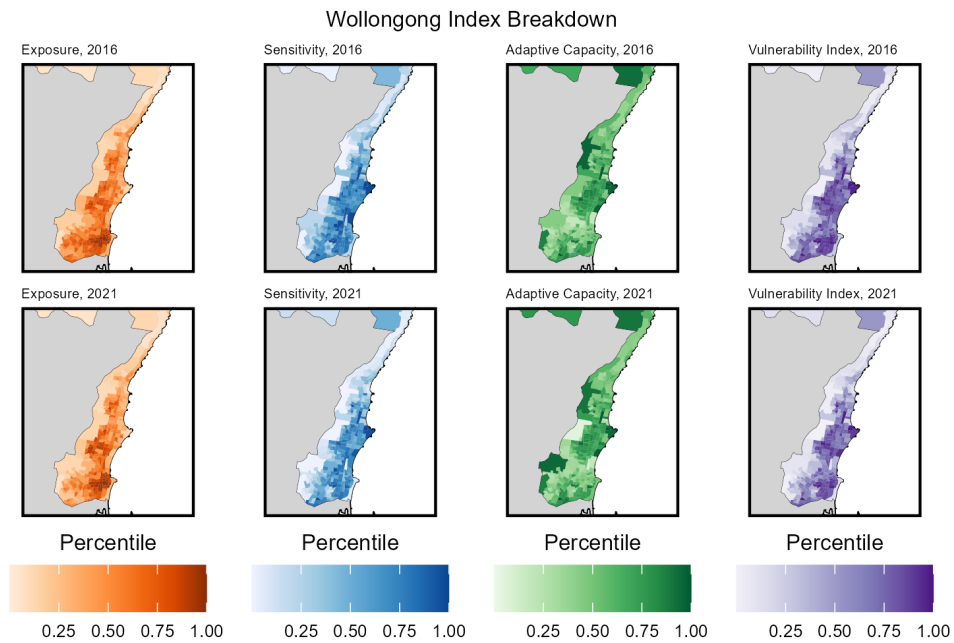 Wollongong Index Breakdown
Exposure, 2016
Sensitivity, 2016
Adaptive Capacity, 2016
Vulnerability Index, 2016
Exposure, 2021
Sensitivity, 2021
Adaptive Capacity, 2021
Vulnerability Index, 2021
Percentile
Percentile
Percentile
Percentile
0.25 0.50 0.75 1.00
0.25 0.50 0.75 1.00
0.25 0.50 0.75 1.00
0.25 0.50 0.75 1.00